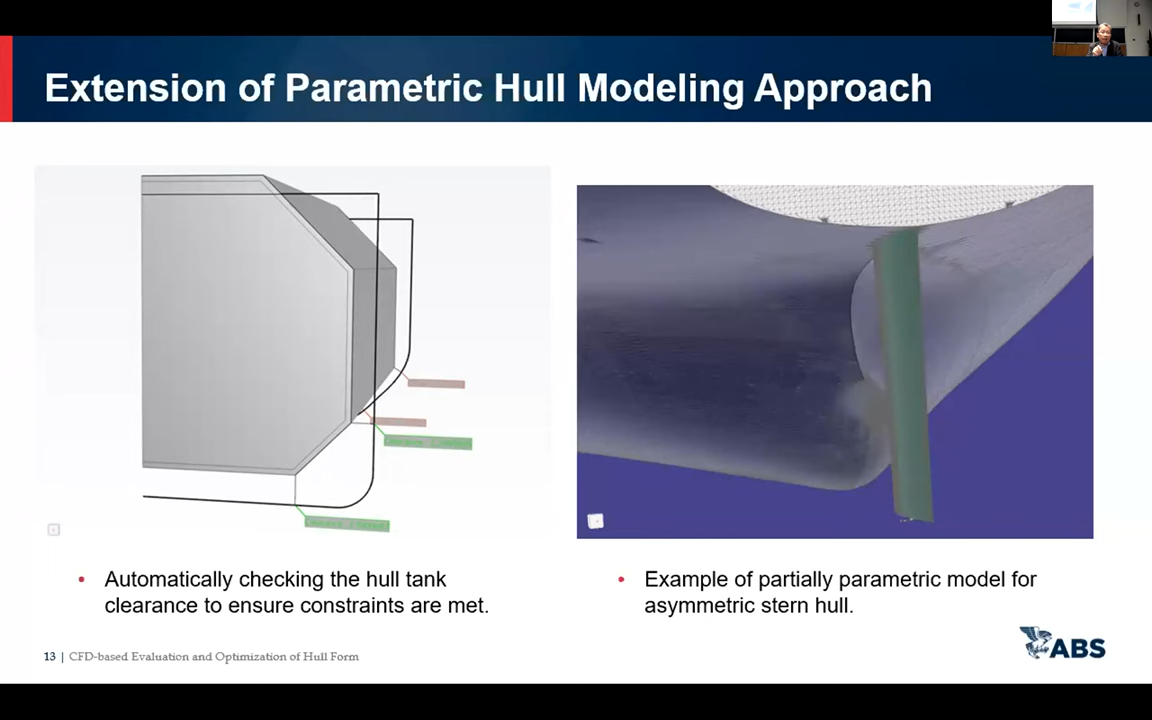 Extension of Parametric Hull Modeling Approach
• Automatically checking the hull tank
clearance to ensure constraints are met.
• Example of partially parametric model for
asymmetric stern hull.
13 | CFD-based Evaluation and Optimization of Hull Form
ABS